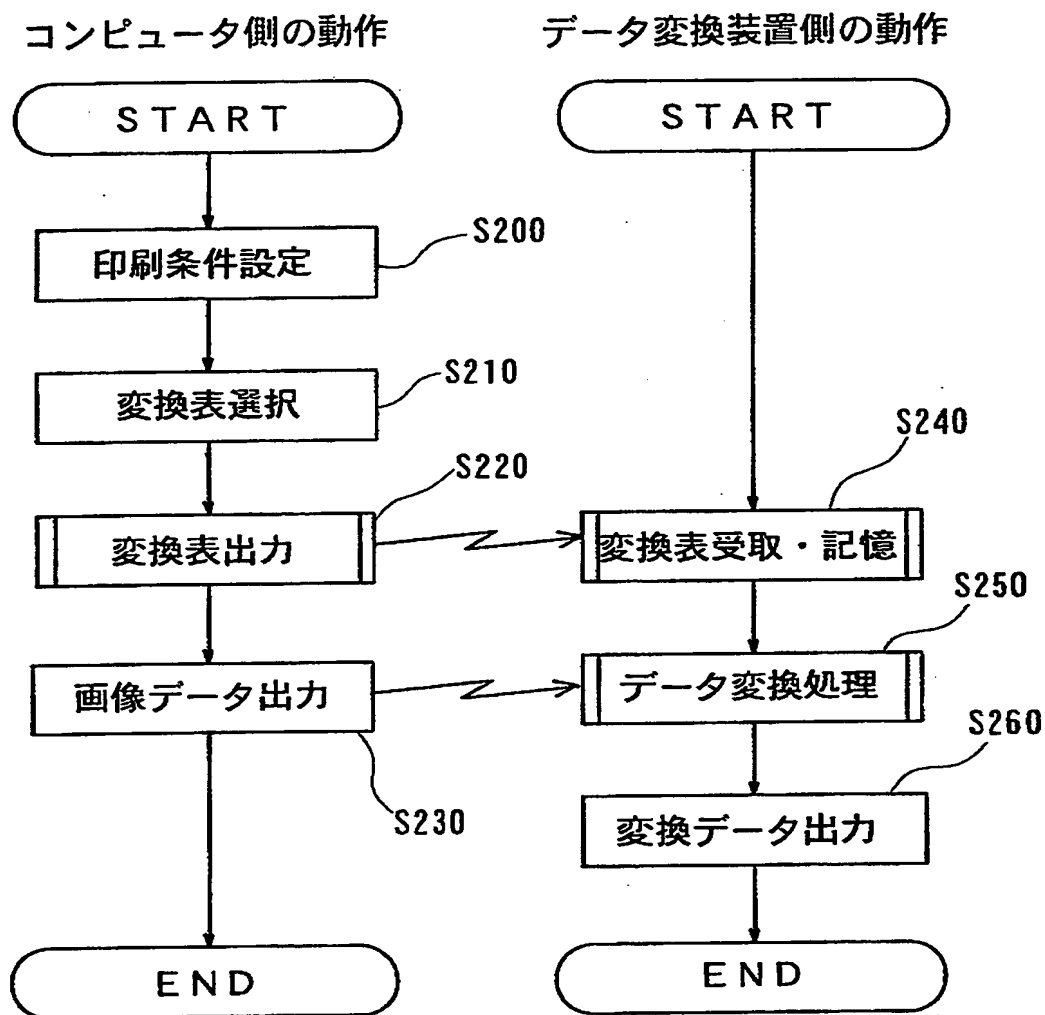 コンピュータ側の動作
START
S200
印刷条件設定
S210
変換表選択
S220
変換表出力
画像データ出力
S230
END
データ変換装置側の動作
START
S240
変換表受取・記憶
S250
データ変換処理
S260
変換データ出力
END